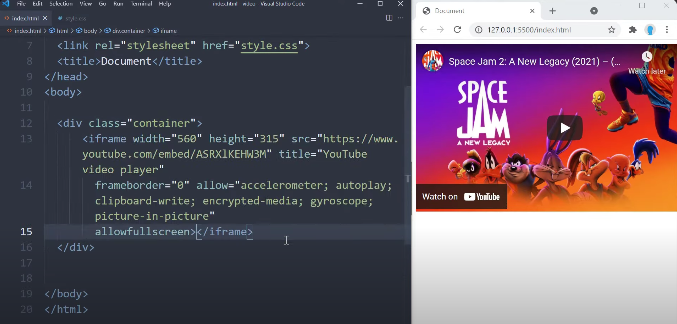 File Edit Selection View Go Run Terminal Help index.html - video - Visual Studio Code
index.html style.css
index.html > html > body > div.container > iframe
7 <link rel="stylesheet" href="style.css">
8 <title>Document</title>
9 </head>
10 <body>
11
12 <div class="container">
13 <iframe width="560" height="315" src="https://www.
youtube.com/embed/ASRXlKEHW3M" title="YouTube
video player"
14 frameborder="0" allow="accelerometer; autoplay;
clipboard-write; encrypted-media; gyroscope;
picture-in-picture"
15 allowfullscreen></iframe>
16 </div>
17
18
19 </body>
20 </html>
Document
127.0.0.1:5500/index.html
Space Jam 2: A New Legacy (2021) – (...
Watch later
SPACE
JAM
A NEW LEGACY
Watch on YouTube